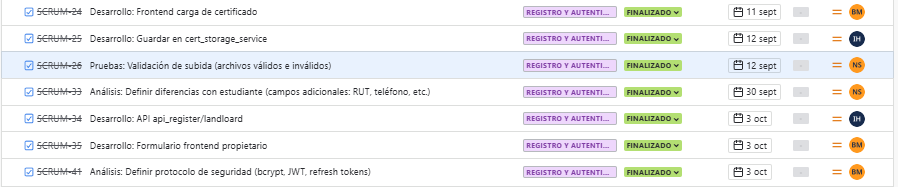 SCRUM-24 Desarrollo: Frontend carga de certificado REGISTRO Y AUTENTI... FINALIZADO 11 sept - BM
SCRUM-25 Desarrollo: Guardar en cert_storage_service REGISTRO Y AUTENTI... FINALIZADO 12 sept - IH
SCRUM-26 Pruebas: Validación de subida (archivos válidos e inválidos) REGISTRO Y AUTENTI... FINALIZADO 12 sept - NS
SCRUM-33 Análisis: Definir diferencias con estudiante (campos adicionales: RUT, teléfono, etc.) REGISTRO Y AUTENTI... FINALIZADO 30 sept - NS
SCRUM-34 Desarrollo: API api_register/landloard REGISTRO Y AUTENTI... FINALIZADO 3 oct - IH
SCRUM-35 Desarrollo: Formulario frontend propietario REGISTRO Y AUTENTI... FINALIZADO 3 oct - BM
SCRUM-41 Análisis: Definir protocolo de seguridad (bcrypt, JWT, refresh tokens) REGISTRO Y AUTENTI... FINALIZADO 3 oct - BM